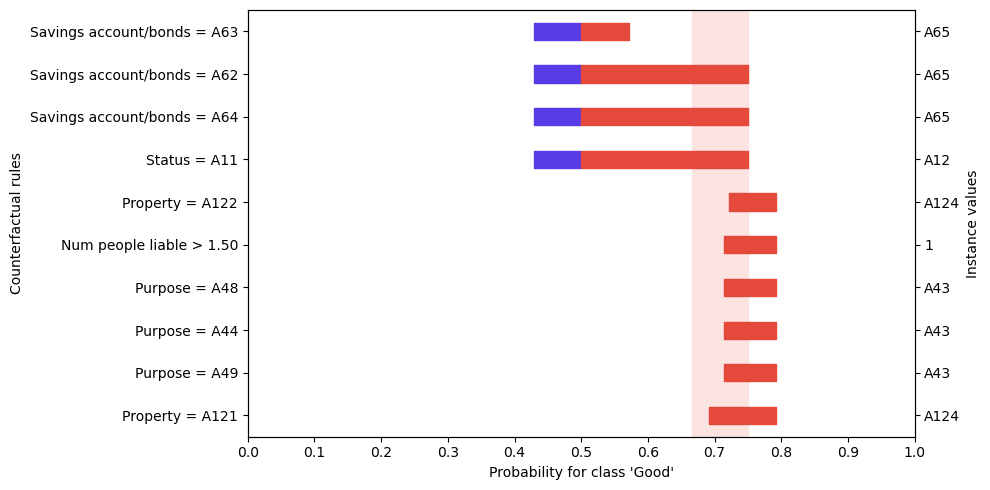 Counterfactual rules
Savings account/bonds = A63
A65
Savings account/bonds = A62
A65
Savings account/bonds = A64
A65
Status = A11
A12
Property = A122
A124
Num people liable > 1.50
1
Purpose = A48
A43
Purpose = A44
A43
Purpose = A49
A43
Property = A121
A124
Instance values
0.0 0.1 0.2 0.3 0.4 0.5 0.6 0.7 0.8 0.9 1.0
Probability for class 'Good'